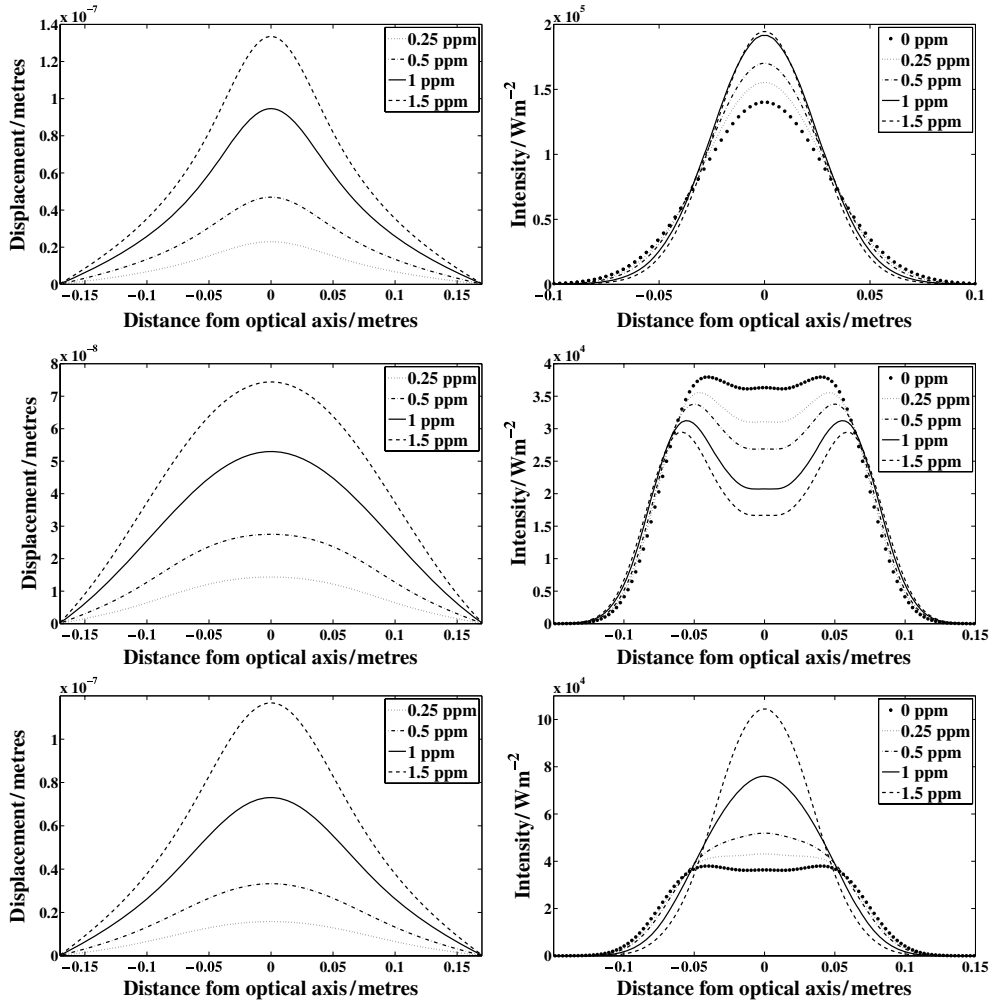 x 10−7
1.4
1.2
1
0.8
0.6
0.4
0.2
0
−0.15 −0.1 −0.05 0 0.05 0.1 0.15
Displacement/metres
Distance fom optical axis/metres
0.25 ppm
0.5 ppm
1 ppm
1.5 ppm
x 105
2
1.5
1
0.5
0
−0.1 −0.05 0 0.05 0.1
Intensity/Wm−2
Distance fom optical axis/metres
0 ppm
0.25 ppm
0.5 ppm
1 ppm
1.5 ppm
x 10−8
8
7
6
5
4
3
2
1
0
−0.15 −0.1 −0.05 0 0.05 0.1 0.15
Displacement/metres
Distance fom optical axis/metres
0.25 ppm
0.5 ppm
1 ppm
1.5 ppm
x 104
4
3.5
3
2.5
2
1.5
1
0.5
0
−0.1 −0.05 0 0.05 0.1 0.15
Intensity/Wm−2
Distance fom optical axis/metres
0 ppm
0.25 ppm
0.5 ppm
1 ppm
1.5 ppm
x 10−7
1
0.8
0.6
0.4
0.2
0
−0.15 −0.1 −0.05 0 0.05 0.1 0.15
Displacement/metres
Distance fom optical axis/metres
0.25 ppm
0.5 ppm
1 ppm
1.5 ppm
x 104
10
8
6
4
2
0
−0.1 −0.05 0 0.05 0.1 0.15
Intensity/Wm−2
Distance fom optical axis/metres
0 ppm
0.25 ppm
0.5 ppm
1 ppm
1.5 ppm